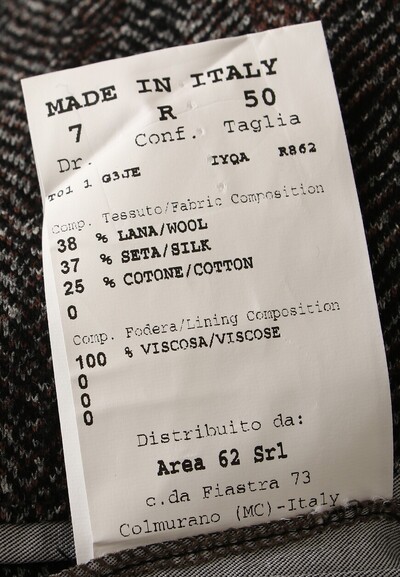 MADE IN ITALY
7 R 50
Dr. Conf. Taglia
T01 1 G3JE IYQA R862
Comp. Tessuto/Fabric Composition
38 % LANA/WOOL
37 % SETA/SILK
25 % COTONE/COTTON
0
Comp. Fodera/Lining Composition
100 % VISCOSA/VISCOSE
0
0
0
Distribuito da:
Area 62 Srl
c.da Fiastra 73
Colmurano (MC)-Italy